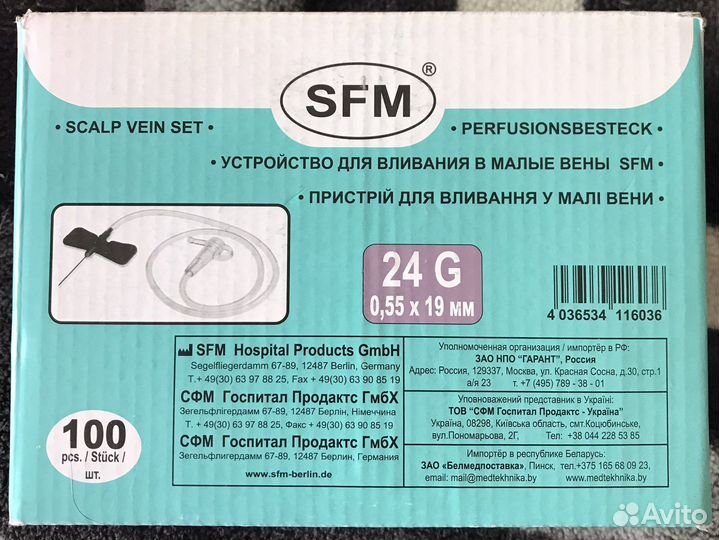 SFM ®
• SCALP VEIN SET •
• PERFUSIONSBESTECK •
• УСТРОЙСТВО ДЛЯ ВЛИВАНИЯ В МАЛЫЕ ВЕНЫ SFM •
• ПРИСТРІЙ ДЛЯ ВЛИВАННЯ У МАЛІ ВЕНИ •
24 G
0,55 x 19 мм
4 036534 116036
SFM Hospital Products GmbH
Segelfliegerdamm 67-89, 12487 Berlin, Germany
T.+ 49(30) 63 97 88 25, Fax + 49(30) 63 90 85 19
СФМ Госпитал Продактс ГмбХ
Зегельфлігердамм 67-89, 12487 Берлін, Німеччина
Т. + 49(30) 63 97 88 25, Факс + 49(30) 63 90 85 19
СФМ Госпитал Продактс ГмбХ
Зегельфлигердамм 67-89, 12487 Берлин, Германия
www.sfm-berlin.de
Уполномоченная организация / импортёр в РФ:
ЗАО НПО "ГАРАНТ", Россия
Адрес: Россия, 129337, Москва, ул. Красная Сосна, д.30, стр.1
а/я 23 т. +7 (495) 789 - 38 - 01
Уповноважений представник в Україні:
ТОВ "СФМ Госпитал Продактс - Україна"
Україна, 08298, Київська область, смт.Коцюбинське,
вул.Пономарьова, 2Г, Тел: +38 044 228 53 85
Импортёр в республике Беларусь:
ЗАО «Белмедпоставка», Пинск, тел.+375 165 68 09 23,
email: mail@medtekhnika.by www.medtekhnika.by
100
pcs. / Stück /
шт.
Avito